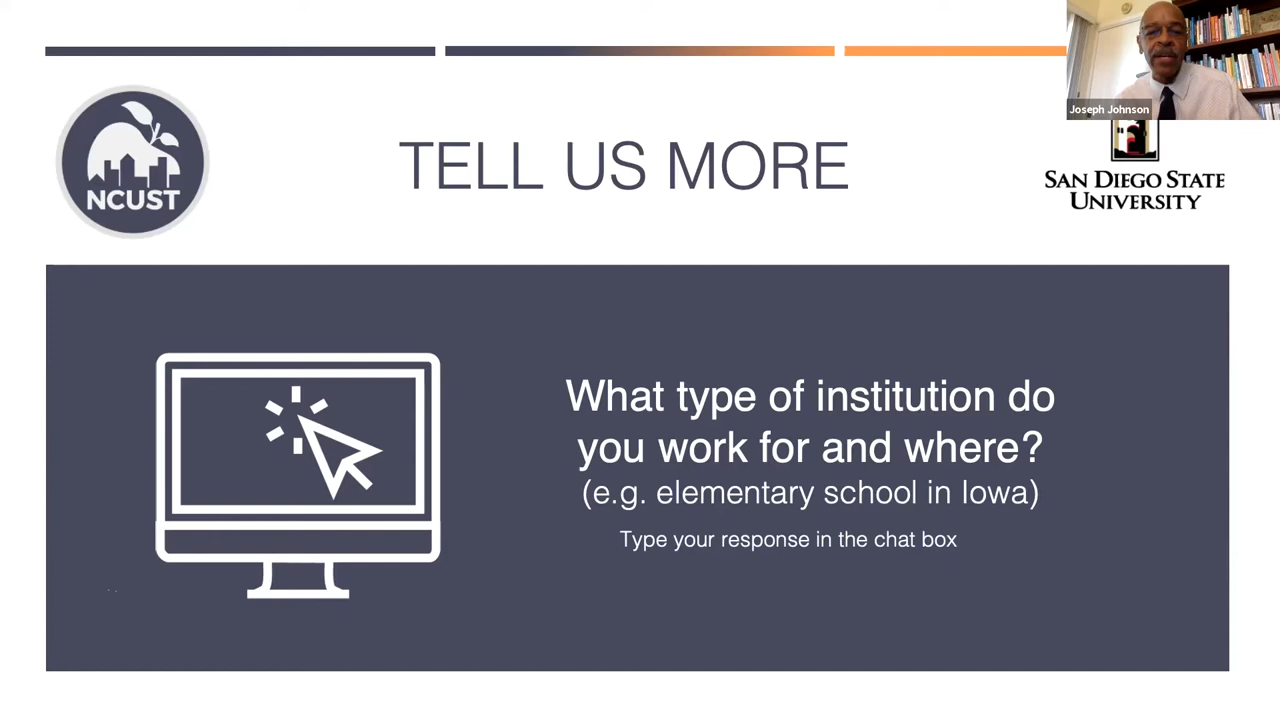 Joseph Johnson
NCUST
TELL US MORE
SAN DIEGO STATE
UNIVERSITY
What type of institution do
you work for and where?
(e.g. elementary school in Iowa)
Type your response in the chat box